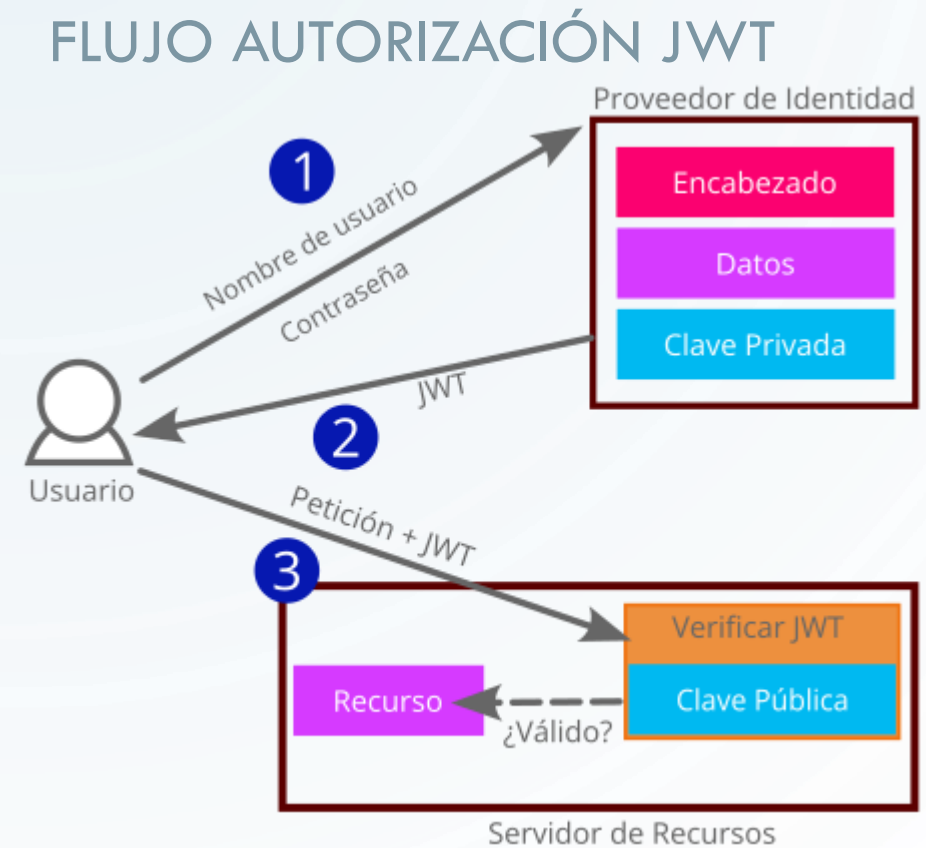 FLUJO AUTORIZACIÓN JWT
Proveedor de Identidad
1
Nombre de usuario
Contraseña
Encabezado
Datos
Clave Privada
JWT
2
Usuario
Petición + JWT
3
Verificar JWT
Clave Pública
Recurso
¿Válido?
Servidor de Recursos